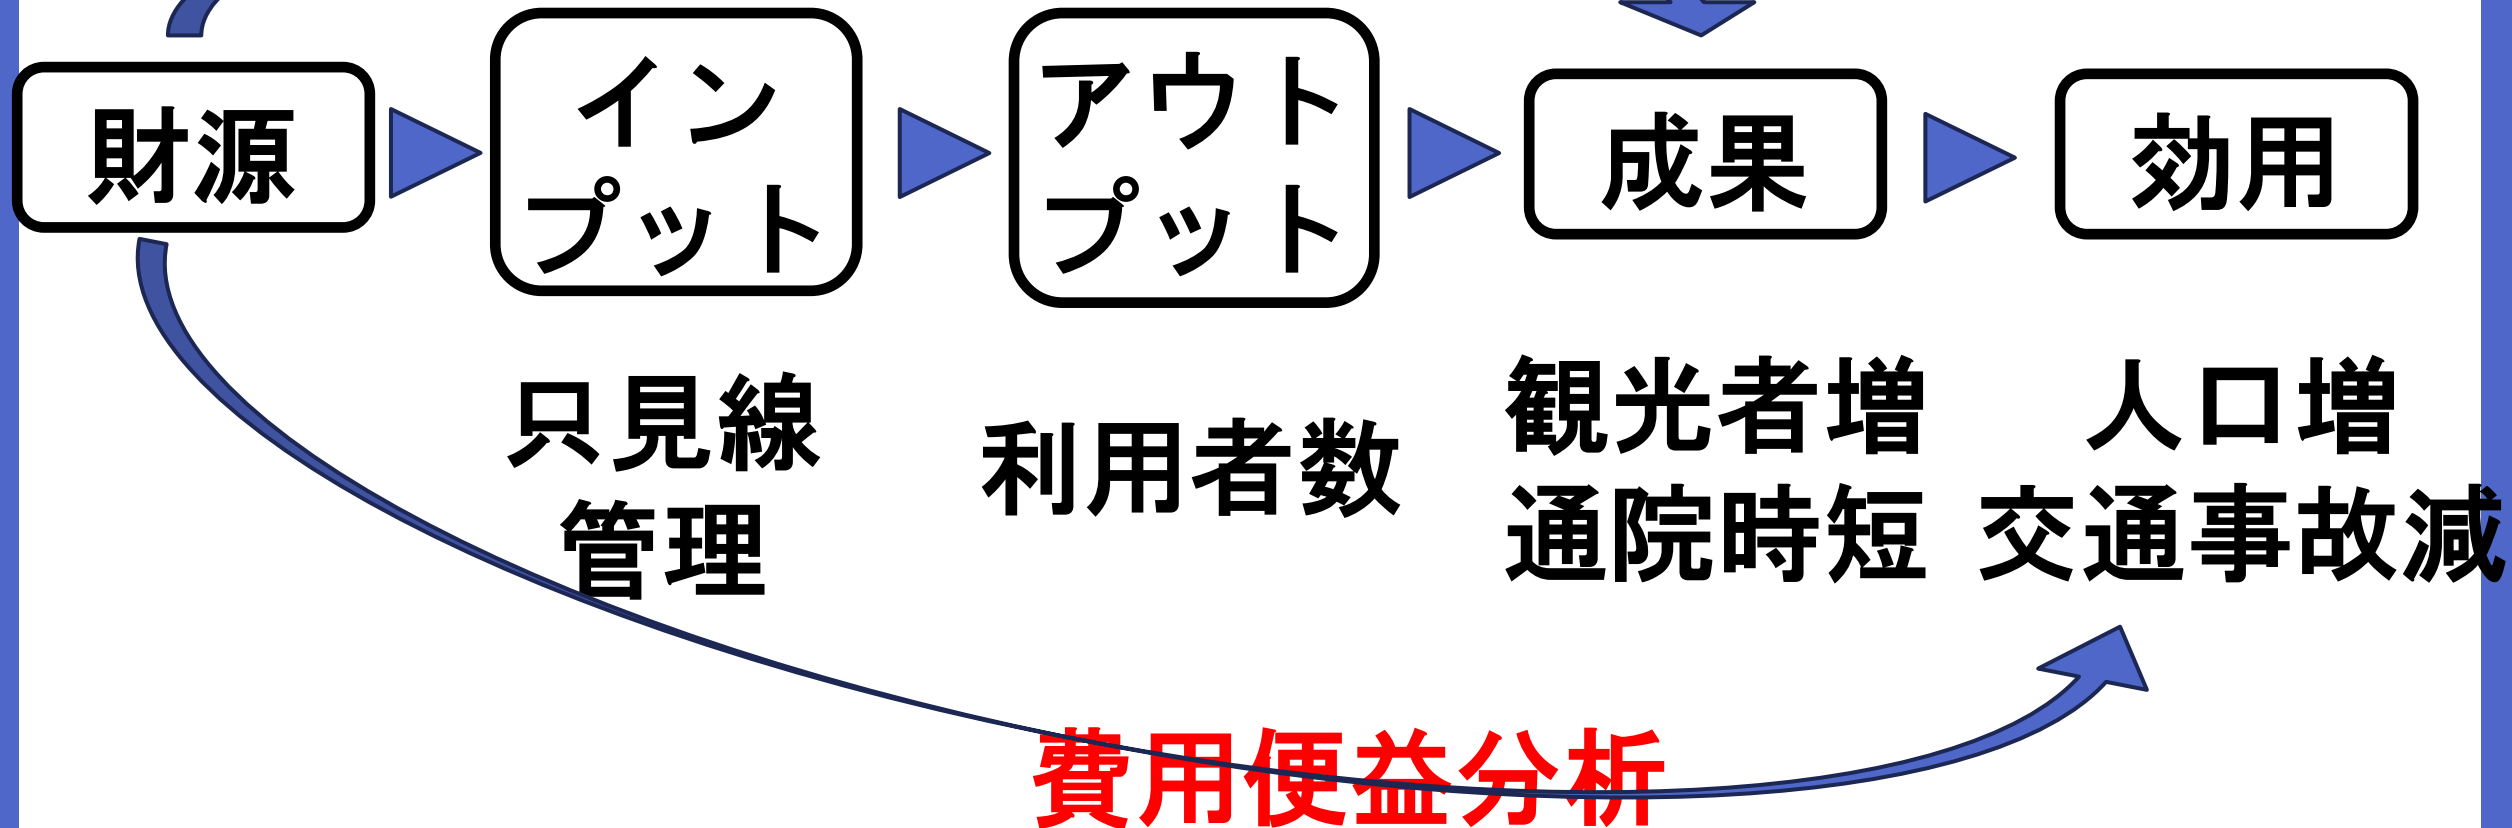 財源
イン
プット
アウト
プット
成果
効用
只見線
管理
利用者数
観光者増
通院時短
人口増
交通事故減
費用便益分析